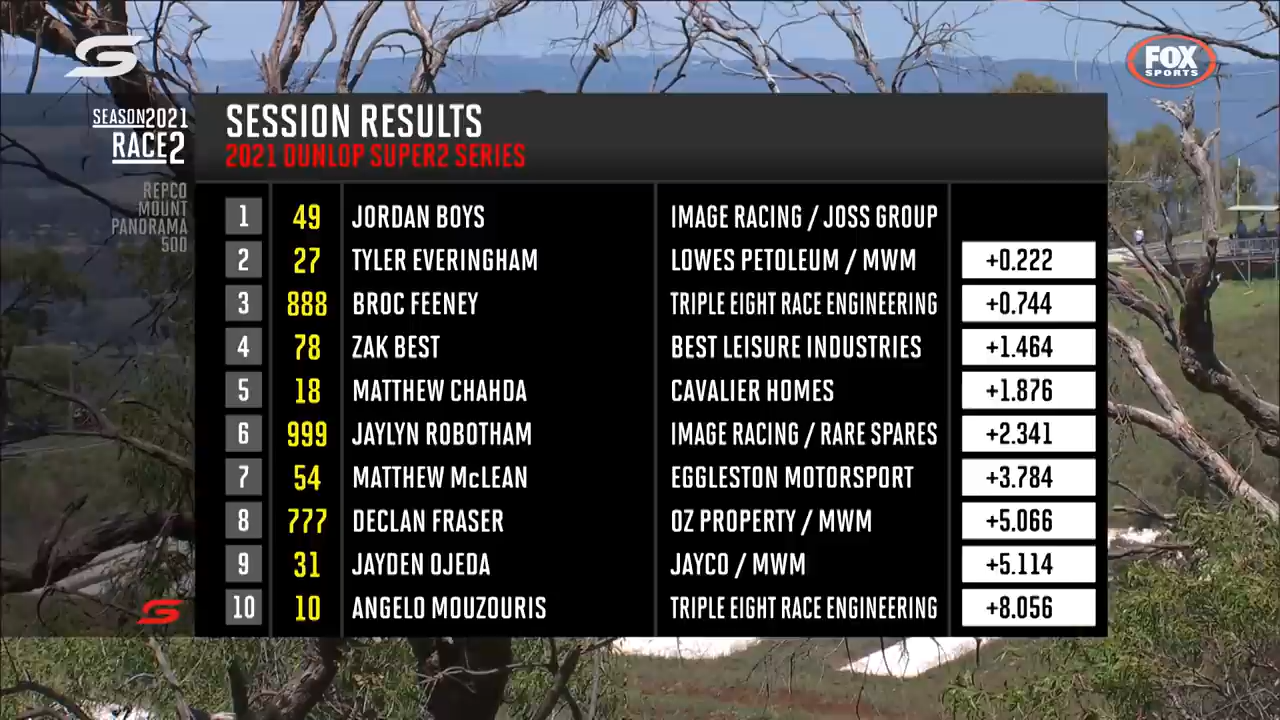 FOX
SPORTS
SEASON2021
RACE2
REPCO
MOUNT
PANORAMA
500
SESSION RESULTS
2021 DUNLOP SUPER2 SERIES
1 49 JORDAN BOYS IMAGE RACING / JOSS GROUP
2 27 TYLER EVERINGHAM LOWES PETOLEUM / MWM +0.222
3 888 BROC FEENEY TRIPLE EIGHT RACE ENGINEERING +0.744
4 78 ZAK BEST BEST LEISURE INDUSTRIES +1.464
5 18 MATTHEW CHAHDA CAVALIER HOMES +1.876
6 999 JAYLYN ROBOTHAM IMAGE RACING / RARE SPARES +2.341
7 54 MATTHEW McLEAN EGGLESTON MOTORSPORT +3.784
8 777 DECLAN FRASER OZ PROPERTY / MWM +5.066
9 31 JAYDEN OJEDA JAYCO / MWM +5.114
10 10 ANGELO MOUZOURIS TRIPLE EIGHT RACE ENGINEERING +8.056